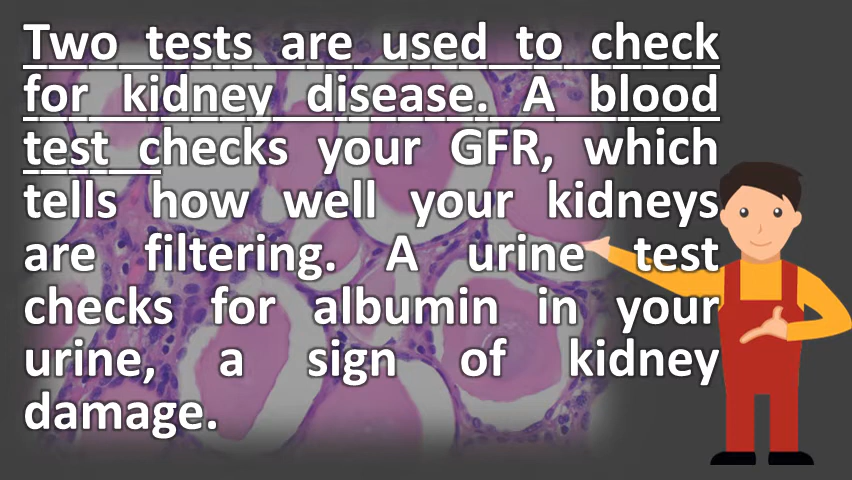 Two tests are used to check
for kidney disease. A blood
test checks your GFR, which
tells how well your kidneys
are filtering. A urine test
checks for albumin in your
urine, a sign of kidney
damage.